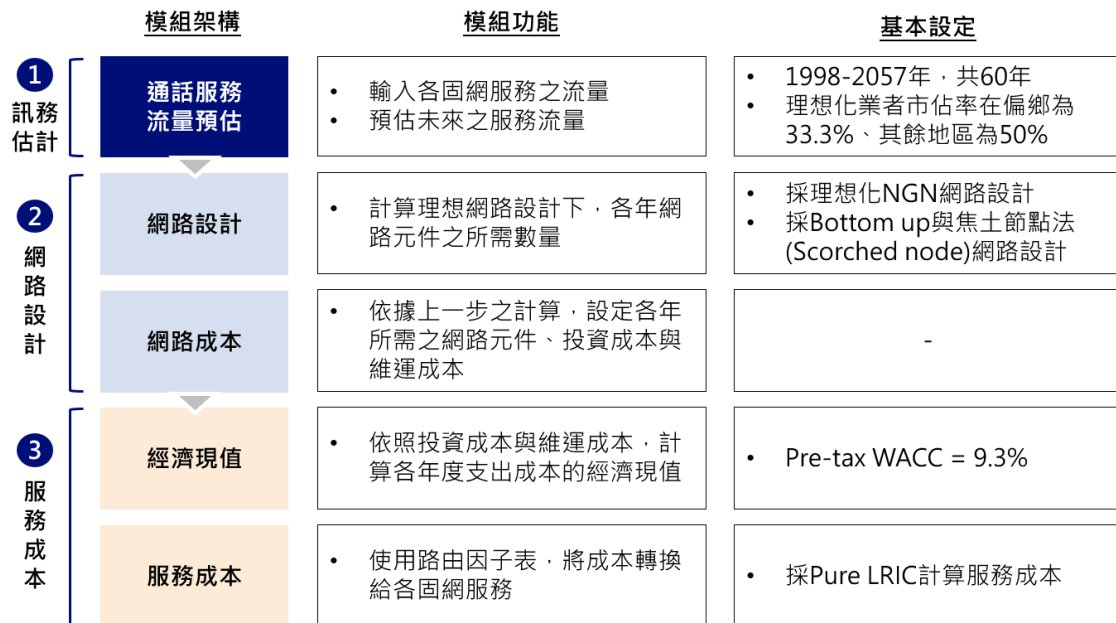 模組架構
模組功能
基本設定
1
訊務
估計
通話服務
流量預估
• 輸入各固網服務之流量
• 預估未來之服務流量
• 1998-2057年，共60年
• 理想化業者市佔率在偏鄉為
33.3%、其餘地區為50%
2
網
路
設
計
網路設計
• 計算理想網路設計下，各年網
路元件之所需數量
• 採理想化NGN網路設計
• 採Bottom up與焦土節點法
(Scorched node)網路設計
網路成本
• 依據上一步之計算，設定各年
所需之網路元件、投資成本與
維運成本
-
3
服
務
成
本
經濟現值
• 依照投資成本與維運成本，計
算各年度支出成本的經濟現值
• Pre-tax WACC = 9.3%
服務成本
• 使用路由因子表，將成本轉換
給各固網服務
• 採Pure LRIC計算服務成本